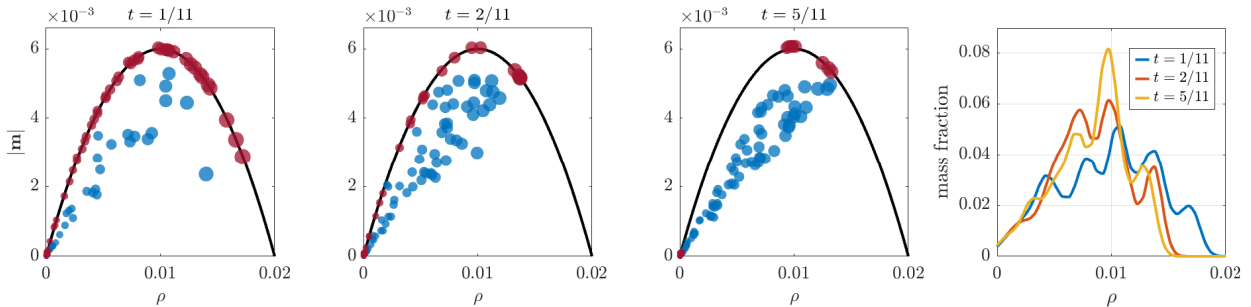 ×10⁻³ t = 1/11
|m|
6
4
2
0
0 0.01 0.02
ρ
×10⁻³ t = 2/11
6
4
2
0
0 0.01 0.02
ρ
×10⁻³ t = 5/11
6
4
2
0
0 0.01 0.02
ρ
mass fraction
0.08
0.06
0.04
0.02
0
0 0.01 0.02
ρ
t = 1/11
t = 2/11
t = 5/11